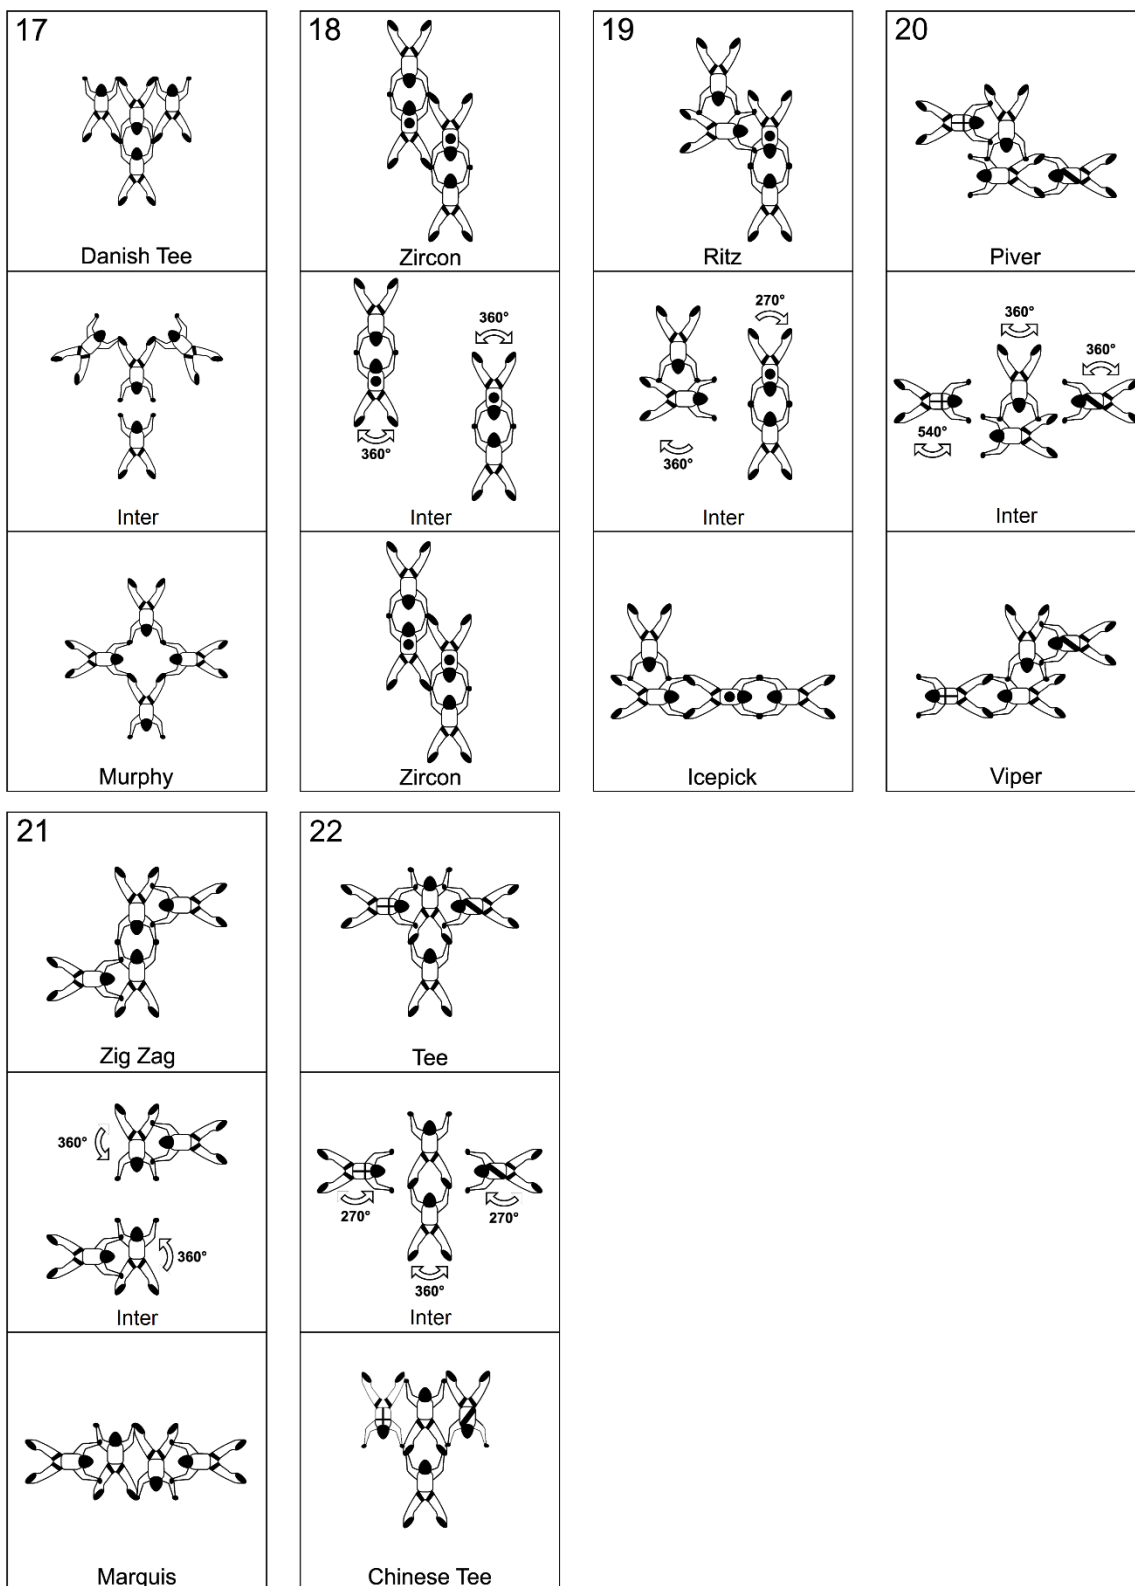 17
Danish Tee
Inter
Murphy
18
Zircon
360°
360°
Inter
Zircon
19
Ritz
270°
360°
Inter
Icepick
20
Piver
360°
360°
540°
Inter
Viper
21
Zig Zag
360°
360°
Inter
Marquis
22
Tee
270°
270°
360°
Inter
Chinese Tee